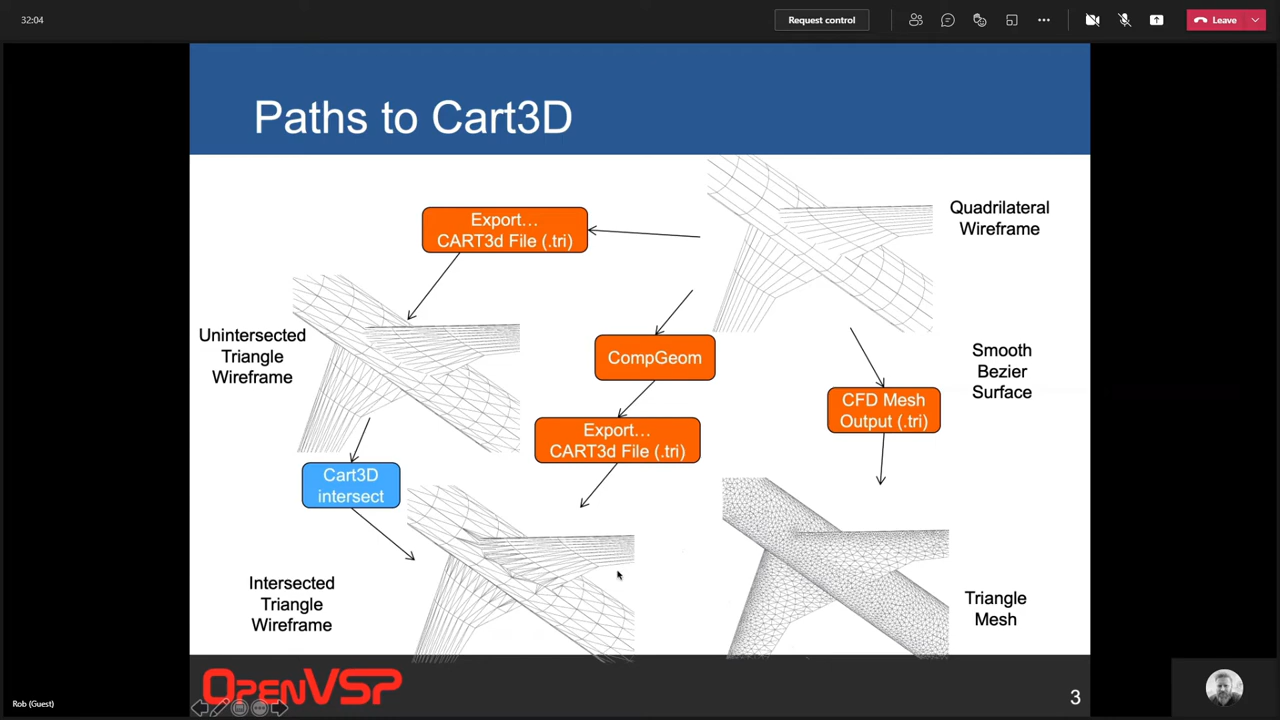 32:04
Request control
Leave
Paths to Cart3D
Export…
CART3d File (.tri)
Quadrilateral
Wireframe
Unintersected
Triangle
Wireframe
CompGeom
Smooth
Bezier
Surface
CFD Mesh
Output (.tri)
Export…
CART3d File (.tri)
Cart3D
intersect
Intersected
Triangle
Wireframe
Triangle
Mesh
OpenVSP
3
Rob (Guest)